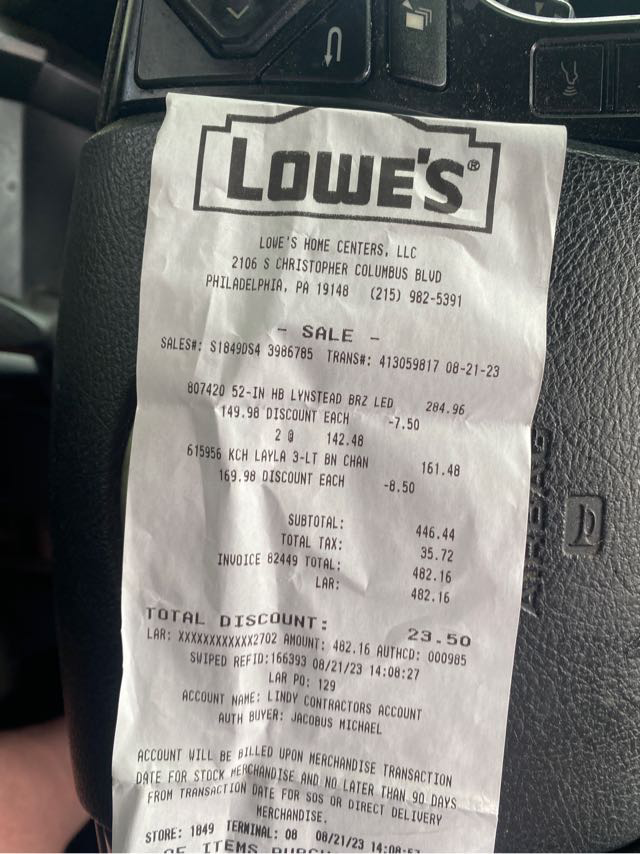 LOWE'S®
LOWE'S HOME CENTERS, LLC
2106 S CHRISTOPHER COLUMBUS BLVD
PHILADELPHIA, PA 19148 (215) 982-5391
- SALE -
SALES#: S1849DS4 3986785 TRANS#: 413059817 08-21-23
807420 52-IN HB LYNSTEAD BRZ LED 284.96
149.98 DISCOUNT EACH -7.50
2 @ 142.48
615956 KCH LAYLA 3-LT BN CHAN 161.48
169.98 DISCOUNT EACH -8.50
SUBTOTAL: 446.44
TOTAL TAX: 35.72
INVOICE 82449 TOTAL: 482.16
LAR: 482.16
TOTAL DISCOUNT: 23.50
LAR: XXXXXXXXXXXX2702 AMOUNT: 482.16 AUTHCD: 000985
SWIPED REFID:166393 08/21/23 14:08:27
LAR PO: 129
ACCOUNT NAME: LINDY CONTRACTORS ACCOUNT
AUTH BUYER: JACOBUS MICHAEL
ACCOUNT WILL BE BILLED UPON MERCHANDISE TRANSACTION
DATE FOR STOCK MERCHANDISE AND NO LATER THAN 90 DAYS
FROM TRANSACTION DATE FOR SOS OR DIRECT DELIVERY
MERCHANDISE.
STORE: 1849 TERMINAL: 08 08/21/23 14:08
OF ITEMS
AIRBAG